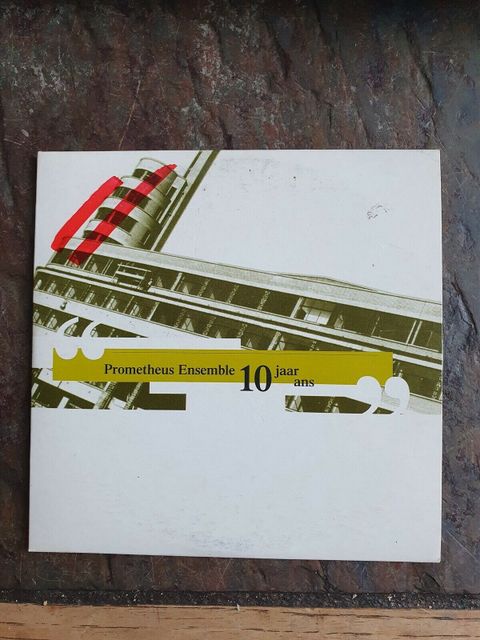 “
Prometheus Ensemble 10 jaar
ans
”